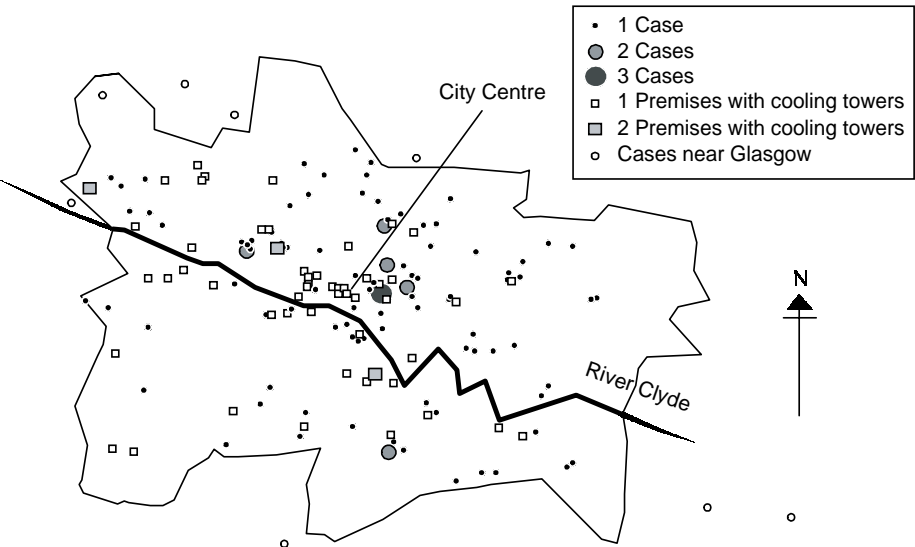 1 Case
2 Cases
3 Cases
1 Premises with cooling towers
2 Premises with cooling towers
Cases near Glasgow
City Centre
N
River Clyde